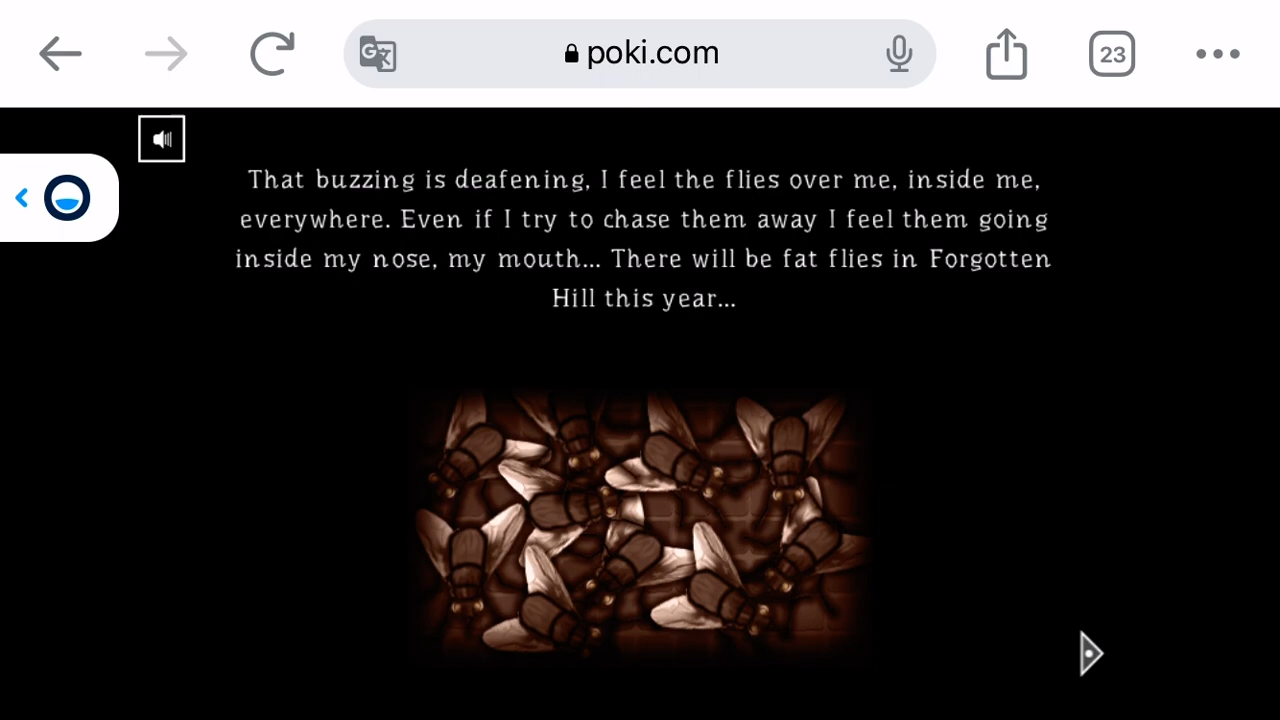 poki.com
23
That buzzing is deafening, I feel the flies over me, inside me,
everywhere. Even if I try to chase them away I feel them going
inside my nose, my mouth... There will be fat flies in Forgotten
Hill this year...